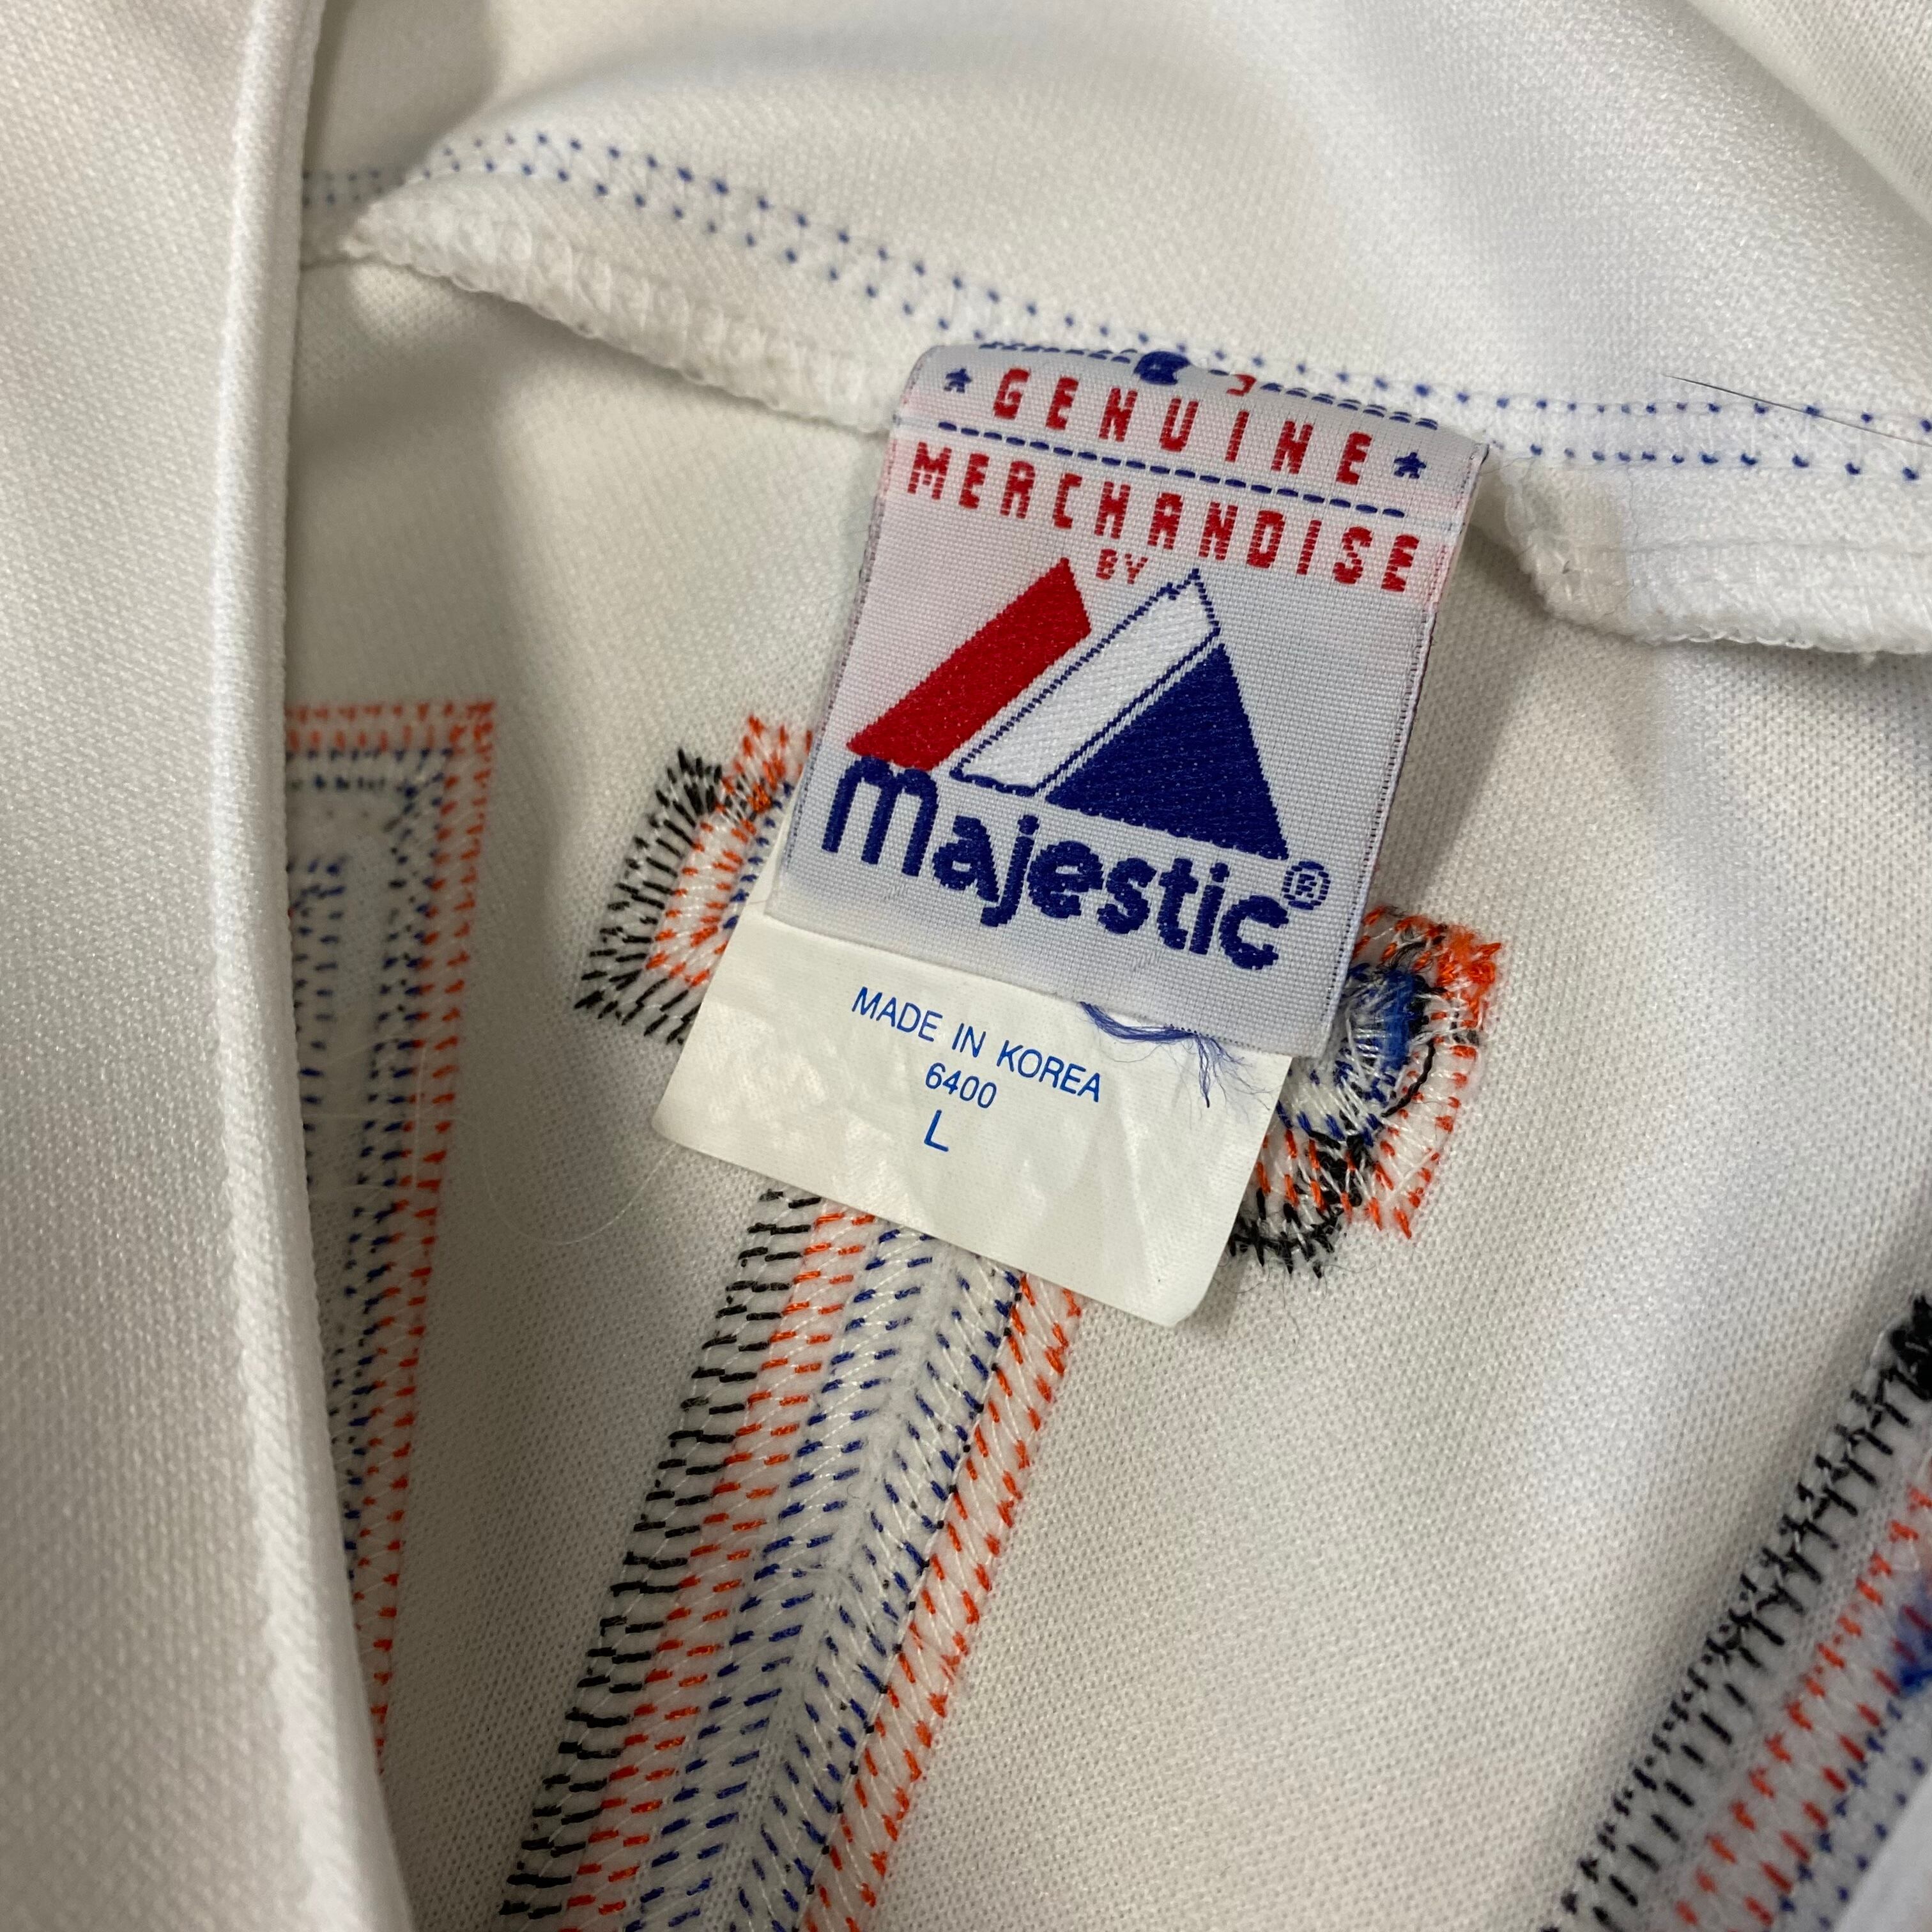 GENUINE
MERCHANDISE
BY
majestic®
MADE IN KOREA
6400
L